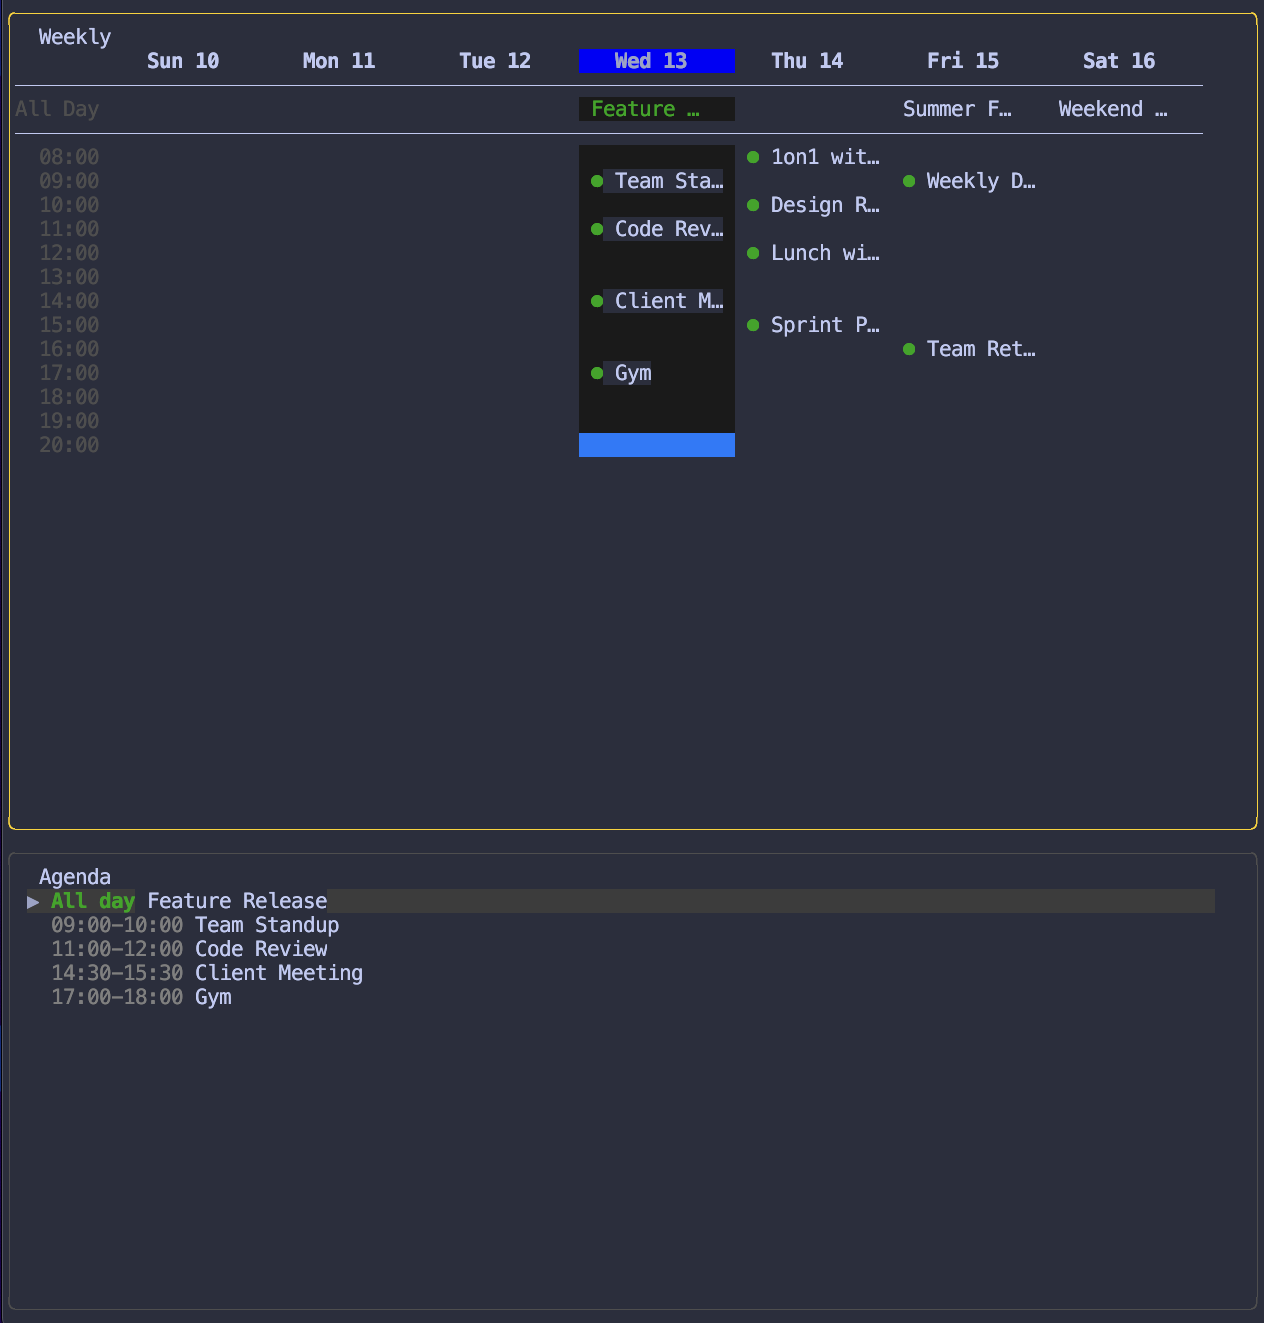 Weekly
Sun 10 Mon 11 Tue 12 Wed 13 Thu 14 Fri 15 Sat 16
All Day Feature … Summer F… Weekend …
08:00 1on1 wit…
09:00 Team Sta… Weekly D…
10:00 Design R…
11:00 Code Rev…
12:00 Lunch wi…
13:00
14:00 Client M…
15:00 Sprint P…
16:00 Team Ret…
17:00 Gym
18:00
19:00
20:00
Agenda
▶ All day Feature Release
09:00-10:00 Team Standup
11:00-12:00 Code Review
14:30-15:30 Client Meeting
17:00-18:00 Gym